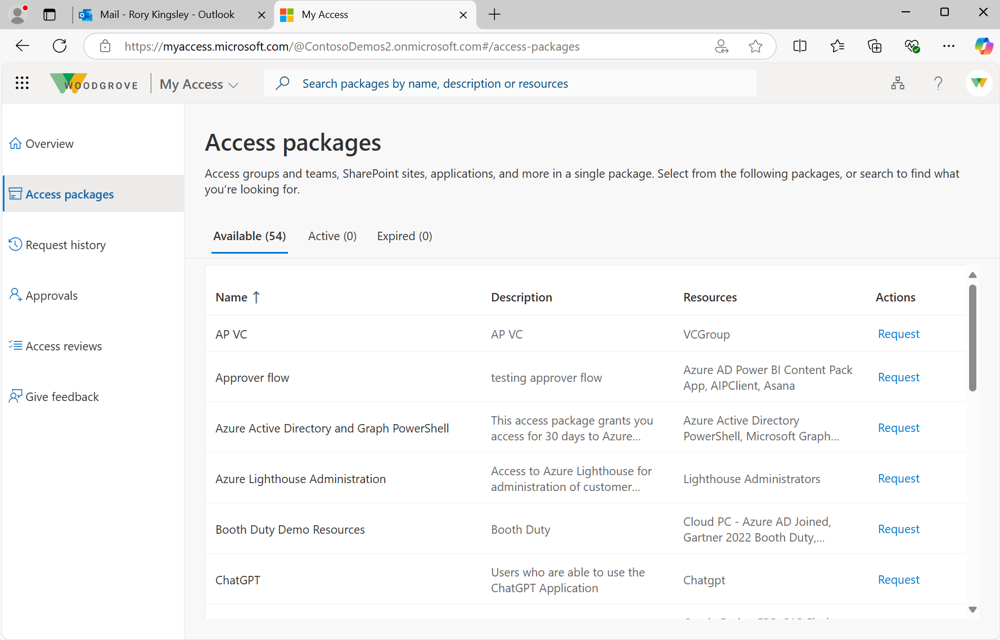 Mail - Rory Kingsley - Outlook
My Access
https://myaccess.microsoft.com/@ContosoDemos2.onmicrosoft.com#/access-packages
WOODGROVE
My Access
Search packages by name, description or resources
Overview
Access packages
Request history
Approvals
Access reviews
Give feedback
Access packages
Access groups and teams, SharePoint sites, applications, and more in a single package. Select from the following packages, or search to find what
you’re looking for.
Available (54) Active (0) Expired (0)
Name ↑ Description Resources Actions
AP VC AP VC VCGroup Request
Approver flow testing approver flow Azure AD Power BI Content Pack
App, AIPClient, Asana Request
Azure Active Directory and Graph PowerShell This access package grants you
access for 30 days to Azure... Azure Active Directory
PowerShell, Microsoft Graph... Request
Azure Lighthouse Administration Access to Azure Lighthouse for
administration of customer... Lighthouse Administrators Request
Booth Duty Demo Resources Booth Duty Cloud PC - Azure AD Joined,
Gartner 2022 Booth Duty,... Request
ChatGPT Users who are able to use the
ChatGPT Application Chatgpt Request